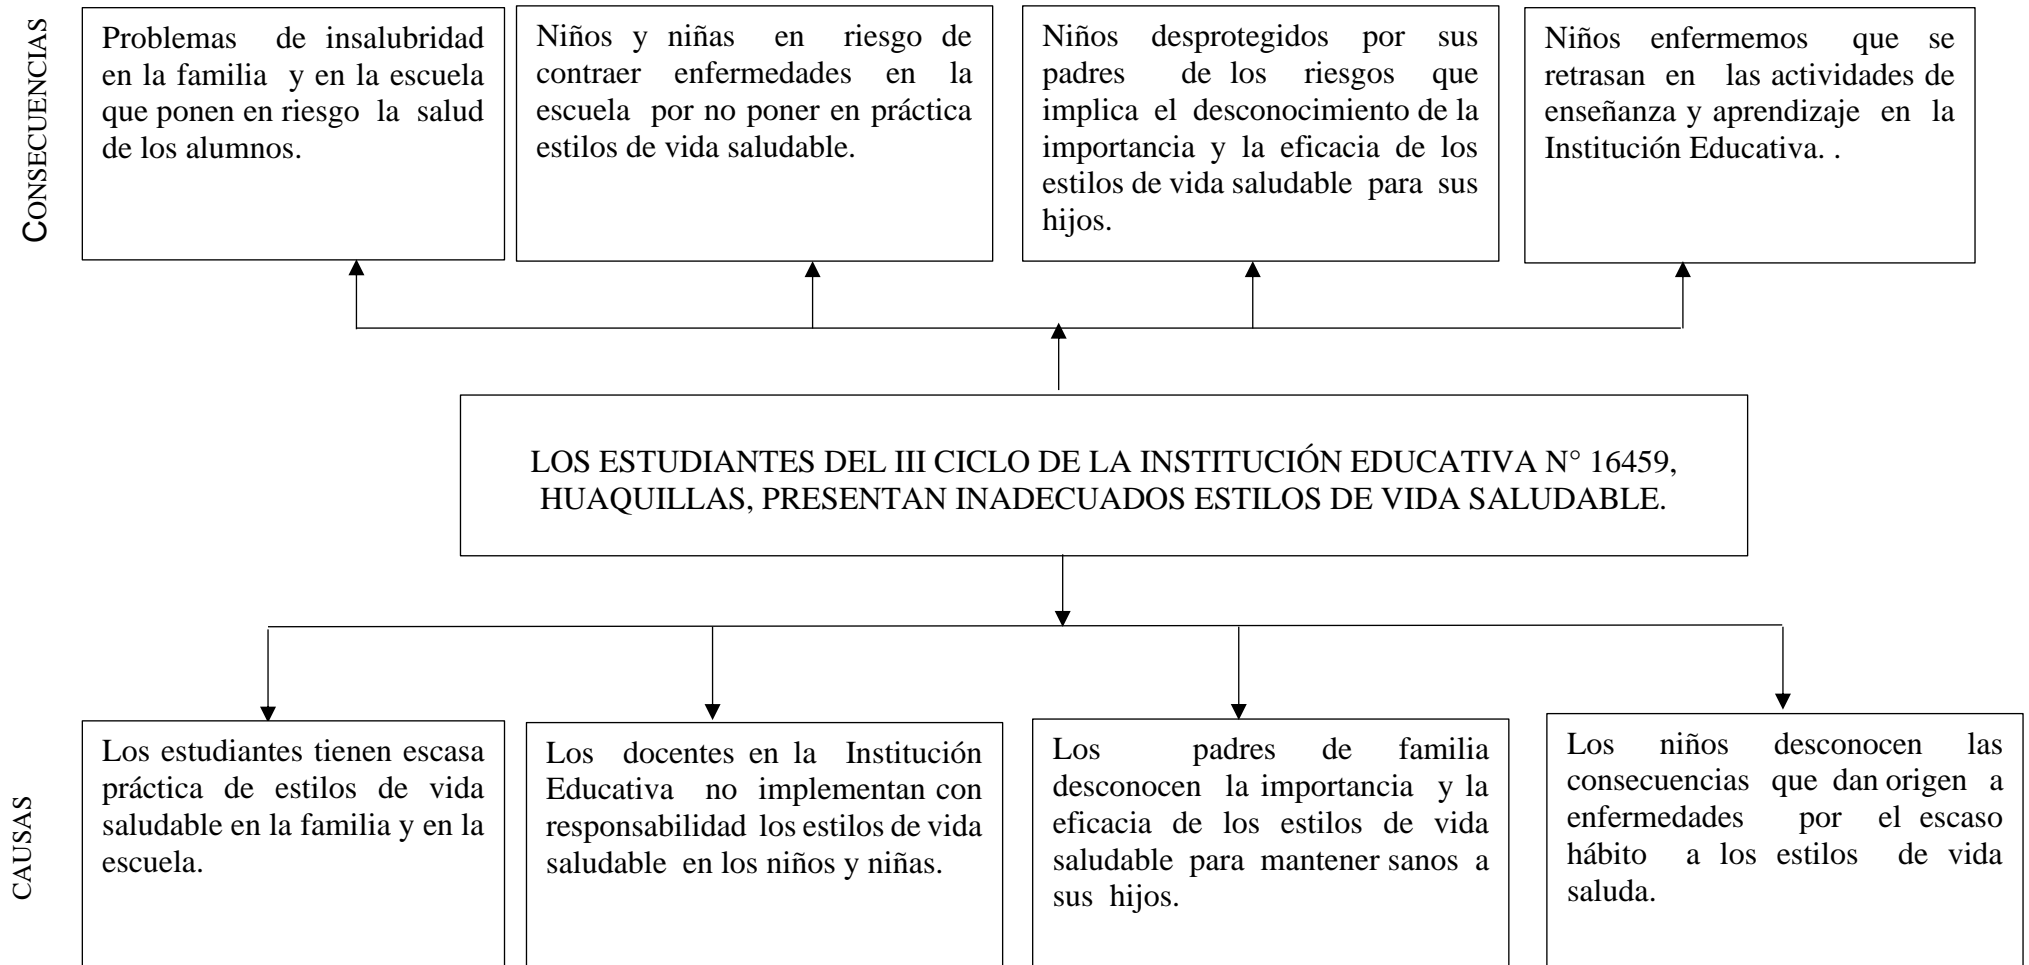 CONSECUENCIAS
Problemas de insalubridad
en la familia y en la escuela
que ponen en riesgo la salud
de los alumnos.
Niños y niñas en riesgo de
contraer enfermedades en la
escuela por no poner en práctica
estilos de vida saludable.
Niños desprotegidos por sus
padres de los riesgos que
implica el desconocimiento de la
importancia y la eficacia de los
estilos de vida saludable para sus
hijos.
Niños enfermemos que se
retrasan en las actividades de
enseñanza y aprendizaje en la
Institución Educativa. .
LOS ESTUDIANTES DEL III CICLO DE LA INSTITUCIÓN EDUCATIVA N° 16459,
HUAQUILLAS, PRESENTAN INADECUADOS ESTILOS DE VIDA SALUDABLE.
CAUSAS
Los estudiantes tienen escasa
práctica de estilos de vida
saludable en la familia y en la
escuela.
Los docentes en la Institución
Educativa no implementan con
responsabilidad los estilos de vida
saludable en los niños y niñas.
Los padres de familia
desconocen la importancia y la
eficacia de los estilos de vida
saludable para mantener sanos a
sus hijos.
Los niños desconocen las
consecuencias que dan origen a
enfermedades por el escaso
hábito a los estilos de vida
saluda.